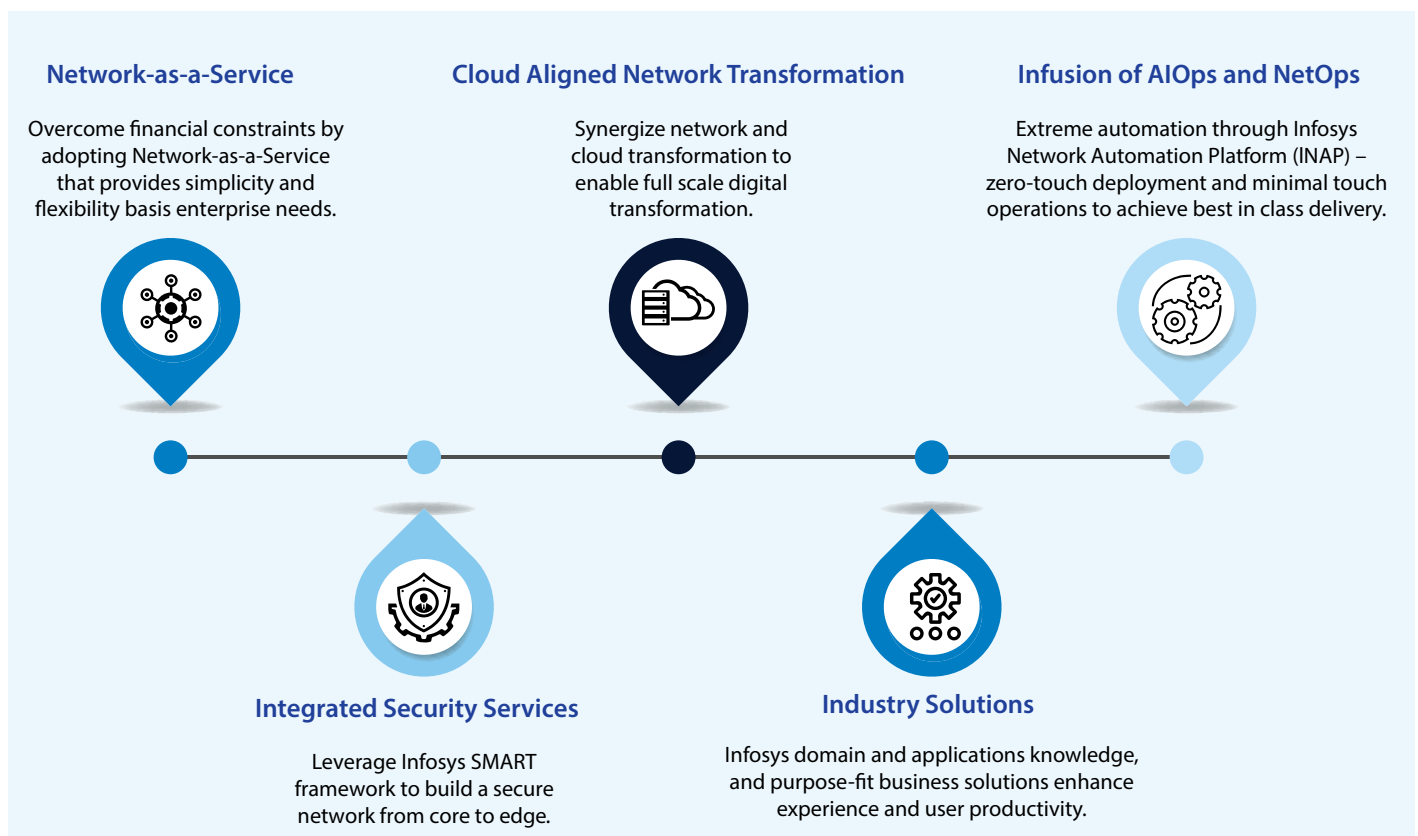 Network-as-a-Service
Overcome financial constraints by
adopting Network-as-a-Service
that provides simplicity and
flexibility basis enterprise needs.
Cloud Aligned Network Transformation
Synergize network and
cloud transformation to
enable full scale digital
transformation.
Infusion of AIOps and NetOps
Extreme automation through Infosys
Network Automation Platform (INAP) –
zero-touch deployment and minimal touch
operations to achieve best in class delivery.
Integrated Security Services
Leverage Infosys SMART
framework to build a secure
network from core to edge.
Industry Solutions
Infosys domain and applications knowledge,
and purpose-fit business solutions enhance
experience and user productivity.